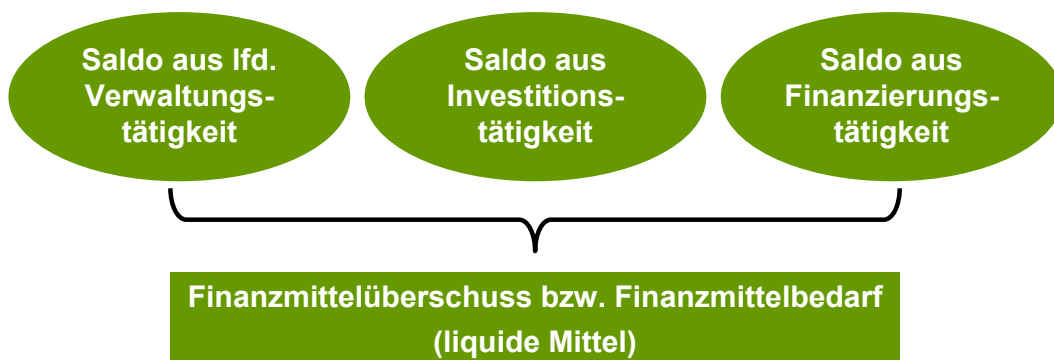 Saldo aus lfd.
Verwaltungs-
tätigkeit
Saldo aus
Investitions-
tätigkeit
Saldo aus
Finanzierungs-
tätigkeit
Finanzmittelüberschuss bzw. Finanzmittelbedarf
(liquide Mittel)